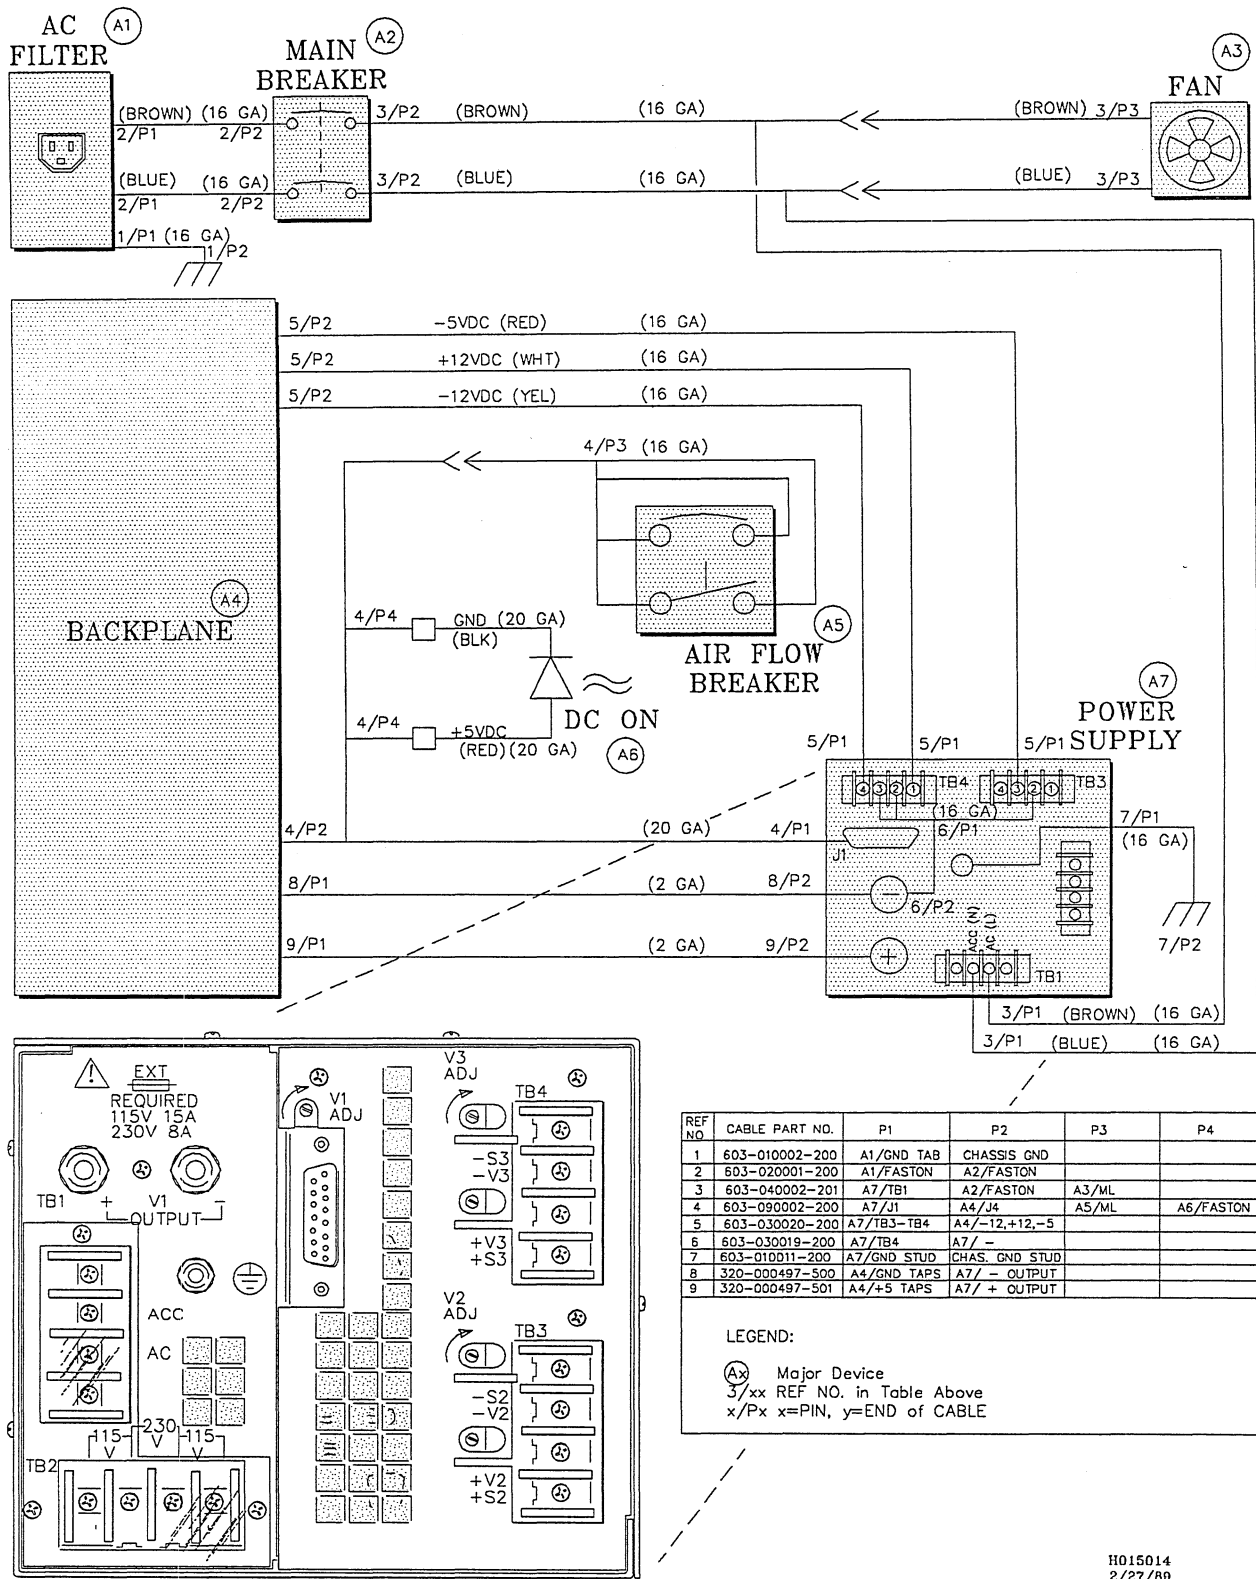 AC
FILTER
A1
MAIN
BREAKER
A2
A3
FAN
(BROWN) (16 GA)
2/P1 2/P2
3/P2 (BROWN) (16 GA)
(BROWN) 3/P3
(BLUE) (16 GA)
2/P1 2/P2
3/P2 (BLUE) (16 GA)
(BLUE) 3/P3
1/P1 (16 GA)
1/P2
5/P2 -5VDC (RED) (16 GA)
5/P2 +12VDC (WHT) (16 GA)
5/P2 -12VDC (YEL) (16 GA)
4/P3 (16 GA)
A4
BACKPLANE
4/P4 GND (20 GA)
(BLK)
A5
AIR FLOW
BREAKER
4/P4 +5VDC
(RED)(20 GA)
DC ON
A6
A7
POWER
SUPPLY
5/P1 5/P1 5/P1
4 3 2 1 TB4
4 3 2 1 TB3
(16 GA)
6/P1
7/P1
(16 GA)
4/P2 (20 GA) 4/P1
J1
8/P1 (2 GA) 8/P2
-
6/P2
ACC (N)
AC (L)
7/P2
9/P1 (2 GA) 9/P2
+
TB1
3/P1 (BROWN) (16 GA)
3/P1 (BLUE) (16 GA)
EXT
REQUIRED
115V 15A
230V 8A
TB1 + V1 -
OUTPUT
ACC
AC
115 V
230 V
115 V
TB2
V1
ADJ
V3
ADJ
TB4
-S3
-V3
+V3
+S3
V2
ADJ
TB3
-S2
-V2
+V2
+S2
REF NO CABLE PART NO. P1 P2 P3 P4
1 603-010002-200 A1/GND TAB CHASSIS GND
2 603-020001-200 A1/FASTON A2/FASTON
3 603-040002-201 A7/TB1 A2/FASTON A3/ML
4 603-090002-200 A7/J1 A4/J4 A5/ML A6/FASTON
5 603-030020-200 A7/TB3-TB4 A4/-12,+12,-5
6 603-030019-200 A7/TB4 A7/ -
7 603-010011-200 A7/GND STUD CHAS. GND STUD
8 320-000497-500 A4/GND TAPS A7/ - OUTPUT
9 320-000497-501 A4/+5 TAPS A7/ + OUTPUT
LEGEND:
Ax Major Device
3/xx REF NO. in Table Above
x/Px x=PIN, y=END of CABLE
H015014
2/27/89